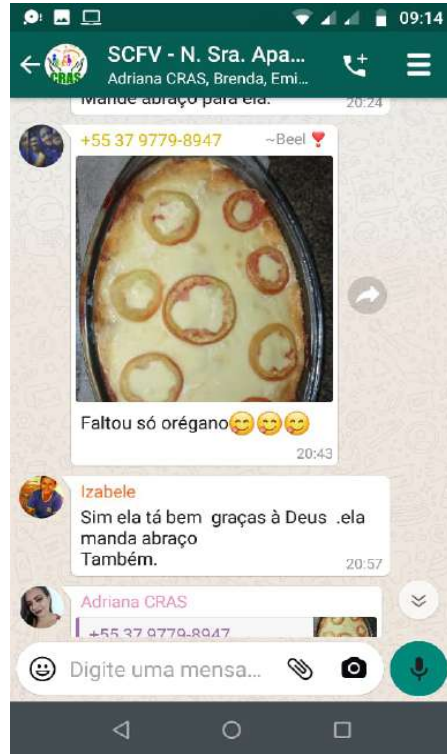 09:14
SCFV - N. Sra. Apa...
CRAS
Adriana CRAS, Brenda, Emi...
Mande abraço para ela.
20:24
+55 37 9779-8947 ~Beel
Faltou só orégano
20:43
Izabele
Sim ela tá bem graças à Deus .ela
manda abraço
Também.
20:57
Adriana CRAS
+55 37 9779-8947
Digite uma mensa...